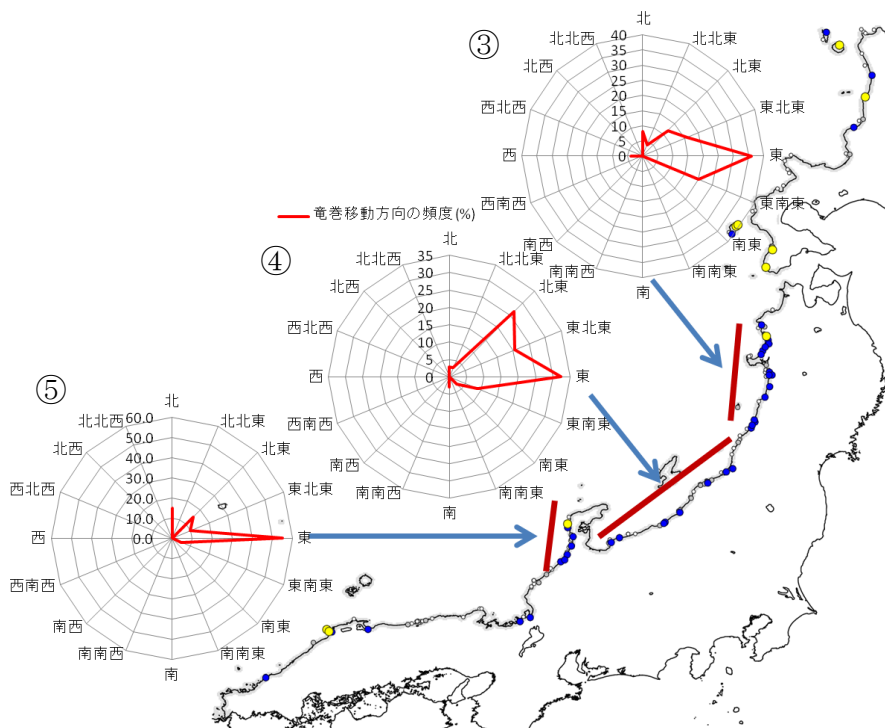 ③
北
北北東
北東
東北東
東
東南東
南東
南南東
南
南南西
南西
西南西
西
西北西
北西
北北西
40
35
30
25
20
15
10
5
0
竜巻移動方向の頻度(%)
④
北
北北東
北東
東北東
東
東南東
南東
南南東
南
南南西
南西
西南西
西
西北西
北西
北北西
35
30
25
20
15
10
5
0
⑤
北
北北東
北東
東北東
東
東南東
南東
南南東
南
南南西
南西
西南西
西
西北西
北西
北北西
60.0
50.0
40.0
30.0
20.0
10.0
0.0